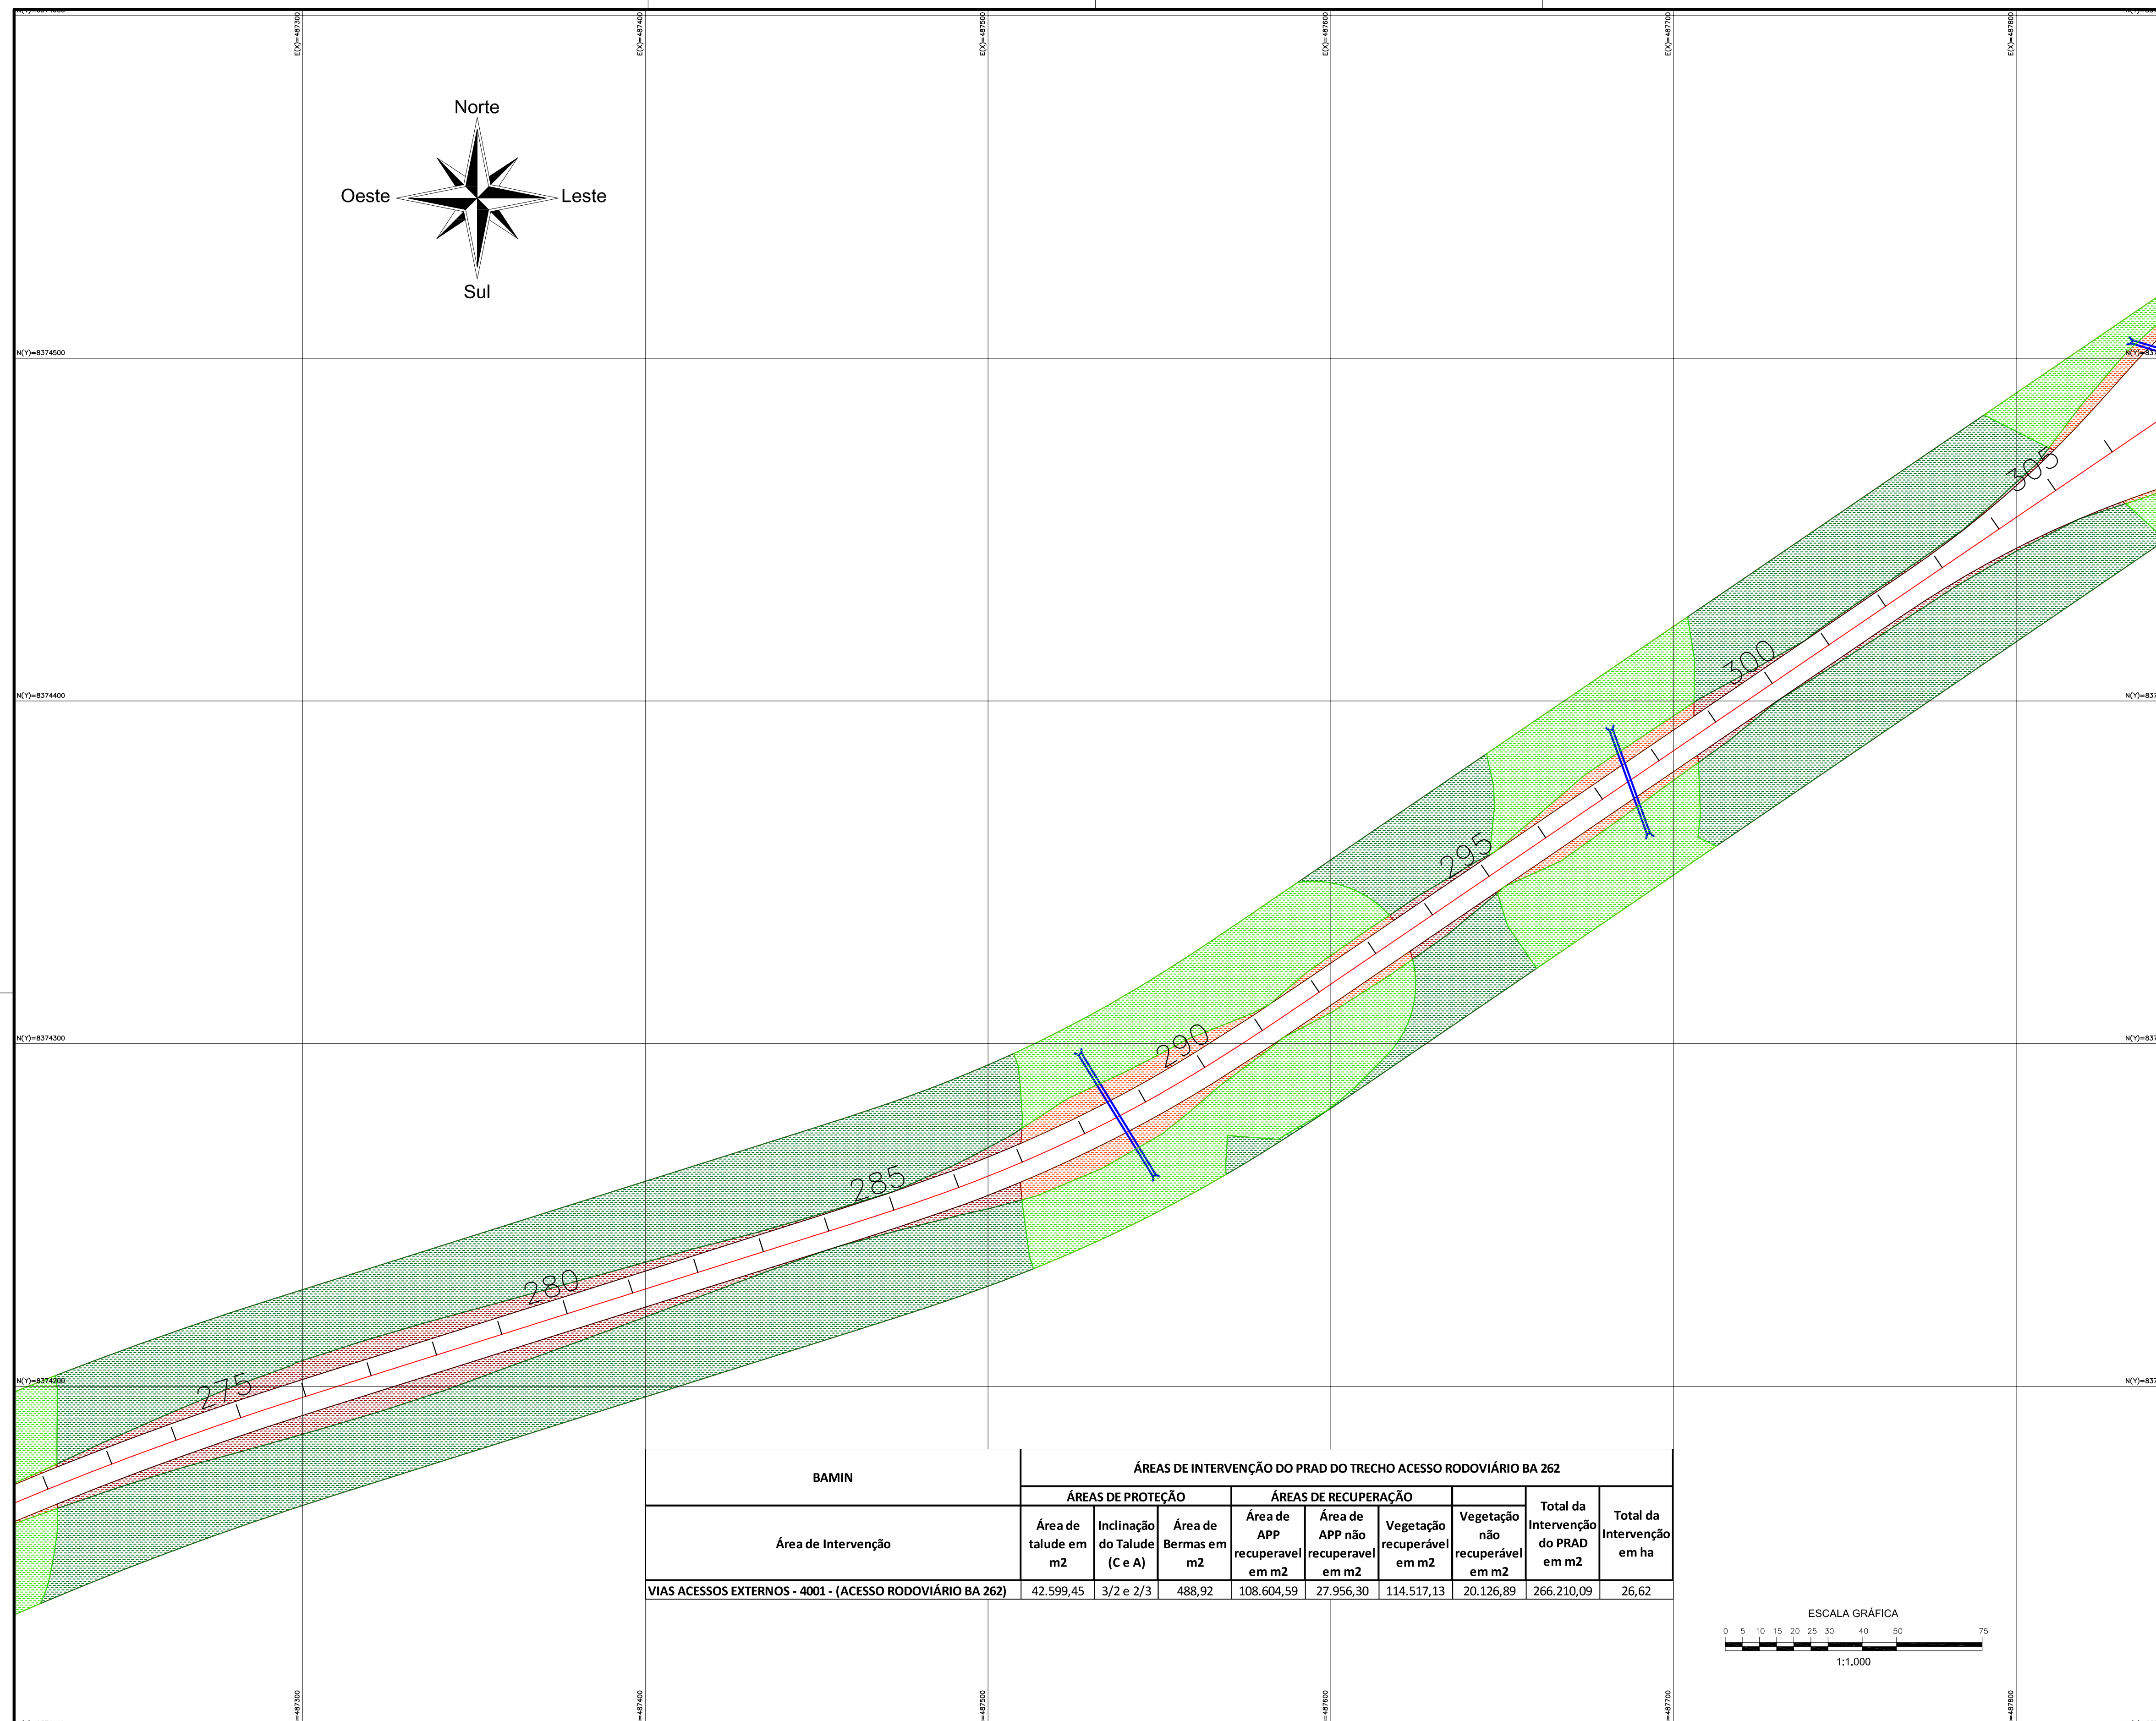 E(X)=487300
E(X)=487400
E(X)=487500
E(X)=487600
E(X)=487700
E(X)=487800
Norte
Oeste
Leste
Sul
N(Y)=8374500
305
300
N(Y)=8374400
295
290
N(Y)=8374300
285
280
N(Y)=8374200
275
BAMIN
ÁREAS DE INTERVENÇÃO DO PRAD DO TRECHO ACESSO RODOVIÁRIO BA 262
ÁREAS DE PROTEÇÃO
ÁREAS DE RECUPERAÇÃO
Área de Intervenção
Área de
talude em
m2
Inclinação
do Talude
(C e A)
Área de
Bermas em
m2
Área de
APP
recuperavel
em m2
Área de
APP não
recuperavel
em m2
Vegetação
recuperável
em m2
Vegetação
não
recuperável
em m2
Total da
Intervenção
do PRAD
em m2
Total da
Intervenção
em ha
VIAS ACESSOS EXTERNOS - 4001 - (ACESSO RODOVIÁRIO BA 262) 42.599,45 3/2 e 2/3 488,92 108.604,59 27.956,30 114.517,13 20.126,89 266.210,09 26,62
ESCALA GRÁFICA
0 5 10 15 20 25 30 40 50 75
1:1.000
=487300
=487400
=487500
=487600
=487700
=487800